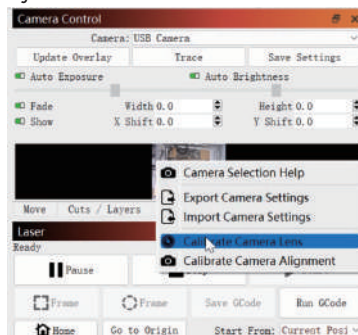 Camera Control
Camera: USB Camera
Update Overlay Trace Save Settings
Auto Exposure Auto Brightness
Fade Width 0.0 Height 0.0
Show X Shift 0.0 Y Shift 0.0
Camera Selection Help
Export Camera Settings
Import Camera Settings
Calibrate Camera Lens
Calibrate Camera Alignment
Move Cuts / Layers
Laser
Ready
Pause
Frame Frame Save GCode Run GCode
Home Go to Origin Start From: Current Posi